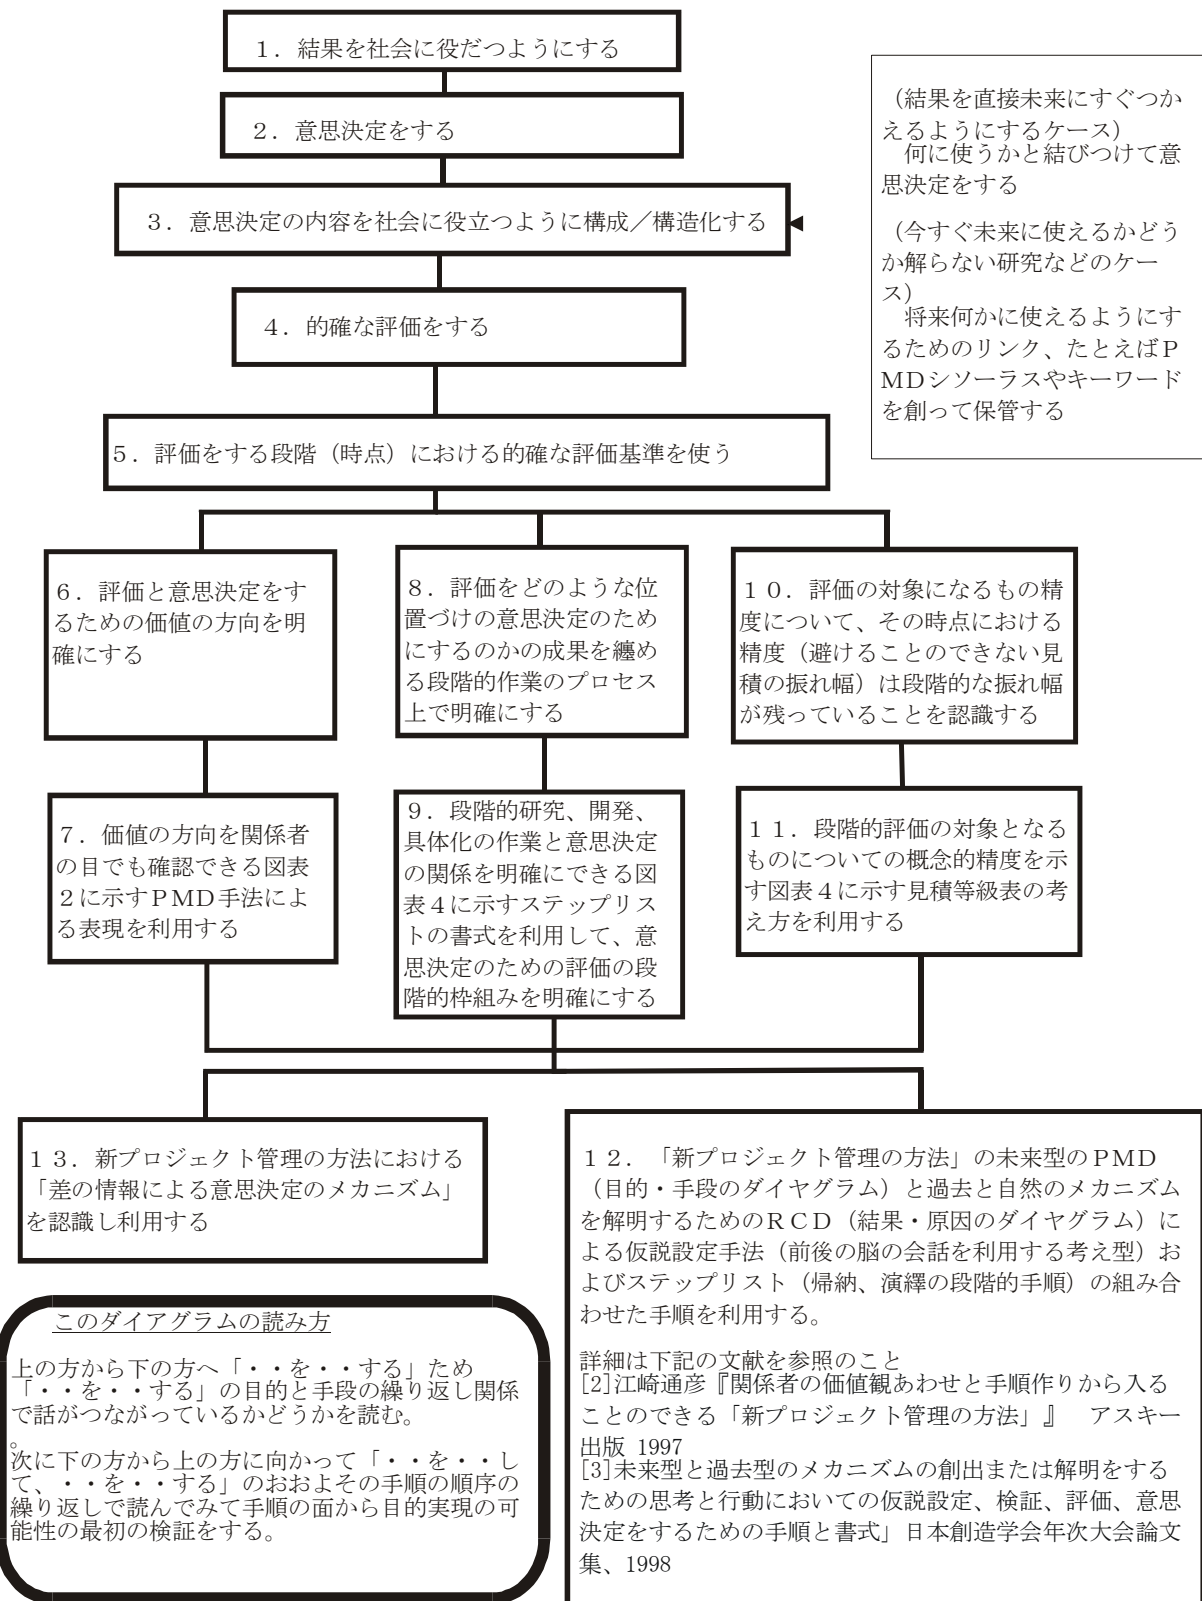 １．結果を社会に役だつようにする
２．意思決定をする
３．意思決定の内容を社会に役立つように構成／構造化する
４．的確な評価をする
５．評価をする段階（時点）における的確な評価基準を使う
（結果を直接未来にすぐつか
えるようにするケース）
何に使うかと結びつけて意
思決定をする
（今すぐ未来に使えるかどう
か解らない研究などのケー
ス）
将来何かに使えるようにす
るためのリンク、たとえばＰ
ＭＤシソーラスやキーワード
を創って保管する
６．評価と意思決定をす
るための価値の方向を明
確にする
８．評価をどのような位
置づけの意思決定のため
にするのかの成果を纏め
る段階的作業のプロセス
上で明確にする
１０．評価の対象になるもの精
度について、その時点における
精度（避けることのできない見
積の振れ幅）は段階的な振れ幅
が残っていることを認識する
７．価値の方向を関係者
の目でも確認できる図表
２に示すＰＭＤ手法によ
る表現を利用する
９．段階的研究、開発、
具体化の作業と意思決定
の関係を明確にできる図
表４に示すステップリス
トの書式を利用して、意
思決定のための評価の段
階的枠組みを明確にする
１１．段階的評価の対象となる
ものについての概念的精度を示
す図表４に示す見積等級表の考
え方を利用する
１３．新プロジェクト管理の方法における
「差の情報による意思決定のメカニズム」
を認識し利用する
１２．「新プロジェクト管理の方法」の未来型のＰＭＤ
（目的・手段のダイヤグラム）と過去と自然のメカニズム
を解明するためのＲＣＤ（結果・原因のダイヤグラム）に
よる仮説設定手法（前後の脳の会話を利用する考え型）お
よびステップリスト（帰納、演繹の段階的手順）の組み合
わせた手順を利用する。
詳細は下記の文献を参照のこと
[2]江崎通彦『関係者の価値観あわせと手順作りから入る
ことのできる「新プロジェクト管理の方法」』　アスキー
出版 1997
[3]未来型と過去型のメカニズムの創出または解明をする
ための思考と行動においての仮説設定、検証、評価、意思
決定をするための手順と書式」日本創造学会年次大会論文
集、1998
このダイアグラムの読み方
上の方から下の方へ「・・を・・する」ため
「・・を・・する」の目的と手段の繰り返し関係
で話がつながっているかどうかを読む。
。
次に下の方から上の方に向かって「・・を・・し
て、・・を・・する」のおおよその手順の順序の
繰り返しで読んでみて手順の面から目的実現の可
能性の最初の検証をする。